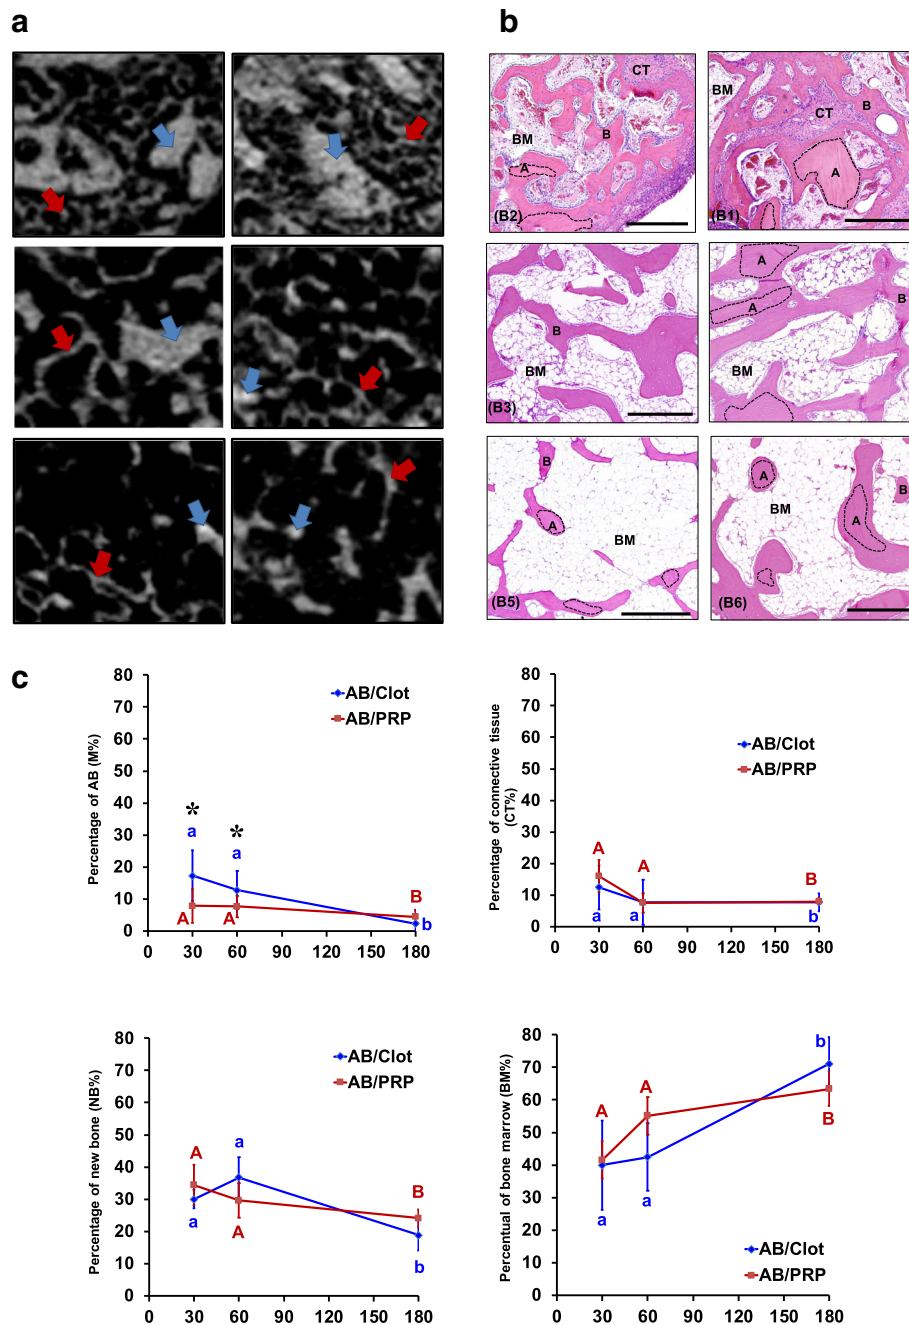 a
b
CT
BM
B
A
(B2)
BM
CT
B
A
(B1)
B
BM
(B3)
A
A
B
BM
B
A
BM
(B5)
A
BM
A
B
(B6)
c
Percentage of AB (M%)
80
70
60
50
40
30
20
10
0
0 30 60 90 120 150 180
AB/Clot
AB/PRP
*
*
a
a
A
A
B
b
Percentage of connective tissue
(CT%)
80
70
60
50
40
30
20
10
0
0 30 60 90 120 150 180
AB/Clot
AB/PRP
A
A
B
a
a
b
Percentage of new bone (NB%)
80
70
60
50
40
30
20
10
0
0 30 60 90 120 150 180
AB/Clot
AB/PRP
A
a
B
a
A
b
Percentual of bone marrow (BM%)
80
70
60
50
40
30
20
10
0
0 30 60 90 120 150 180
b
A
A
B
a
a
AB/Clot
AB/PRP